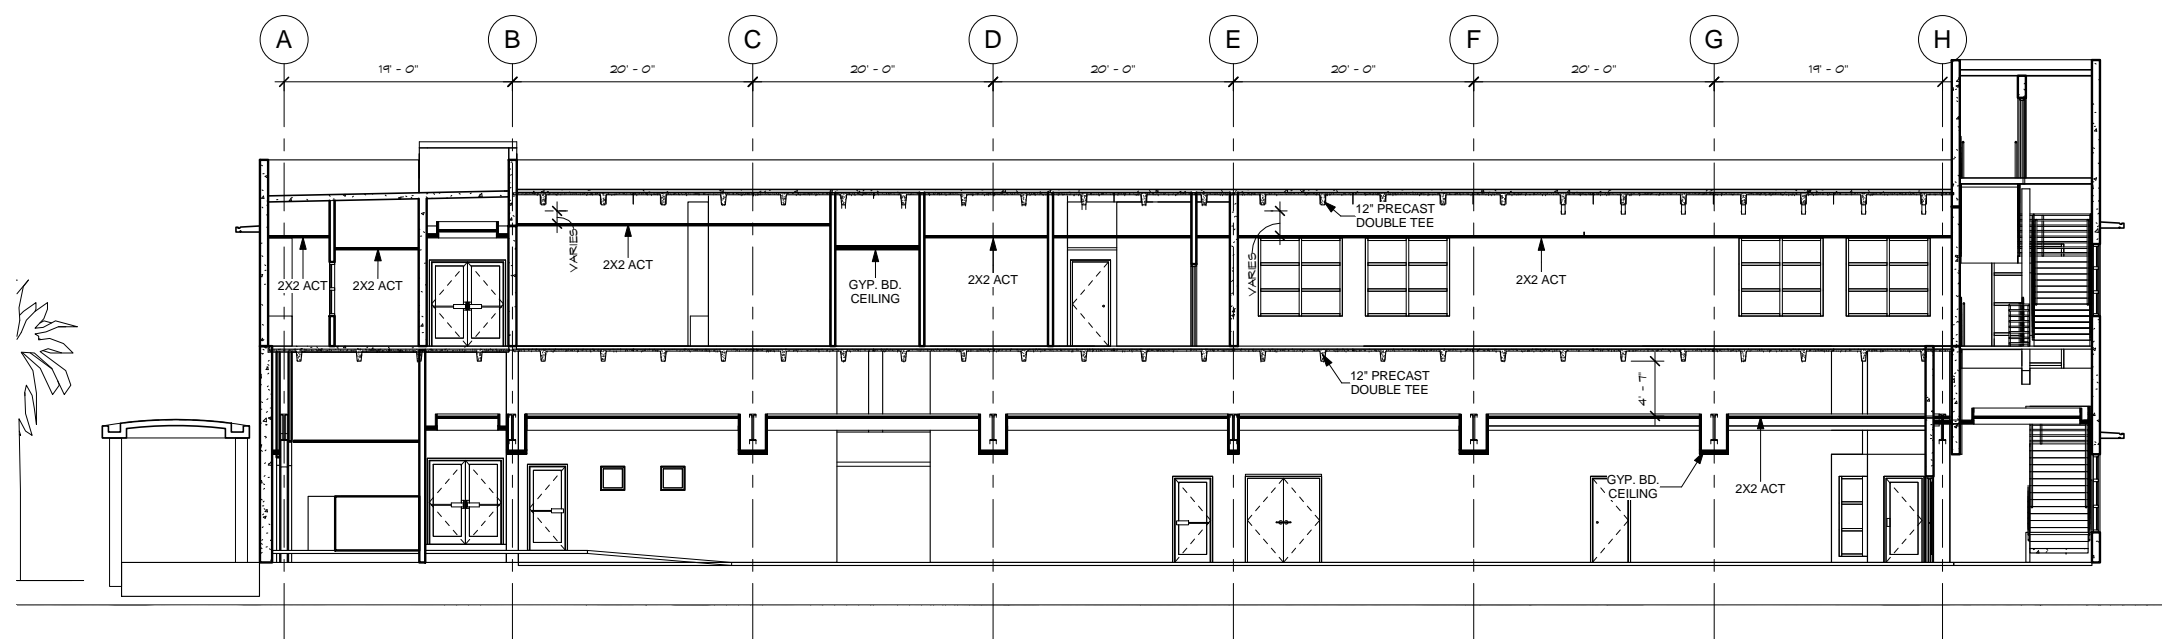 A B C D E F G H
19' - 0" 20' - 0" 20' - 0" 20' - 0" 20' - 0" 20' - 0" 19' - 0"
12" PRECAST
DOUBLE TEE
VARIES
VARIES
2X2 ACT
2X2 ACT
2X2 ACT
GYP. BD.
CEILING
2X2 ACT
2X2 ACT
12" PRECAST
DOUBLE TEE
4' - 7"
GYP. BD.
CEILING
2X2 ACT